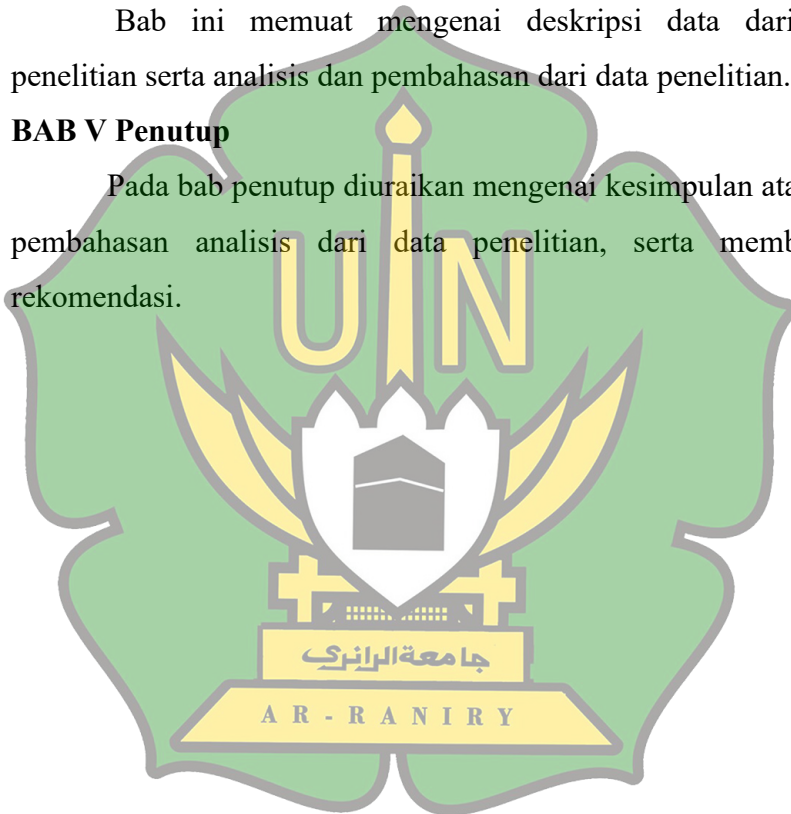 Bab ini memuat mengenai deskripsi data dari
penelitian serta analisis dan pembahasan dari data penelitian.
BAB V Penutup
Pada bab penutup diuraikan mengenai kesimpulan ata
pembahasan analisis dari data penelitian, serta memb
rekomendasi.
UIN
جامعة الرانري
AR-RANIRY